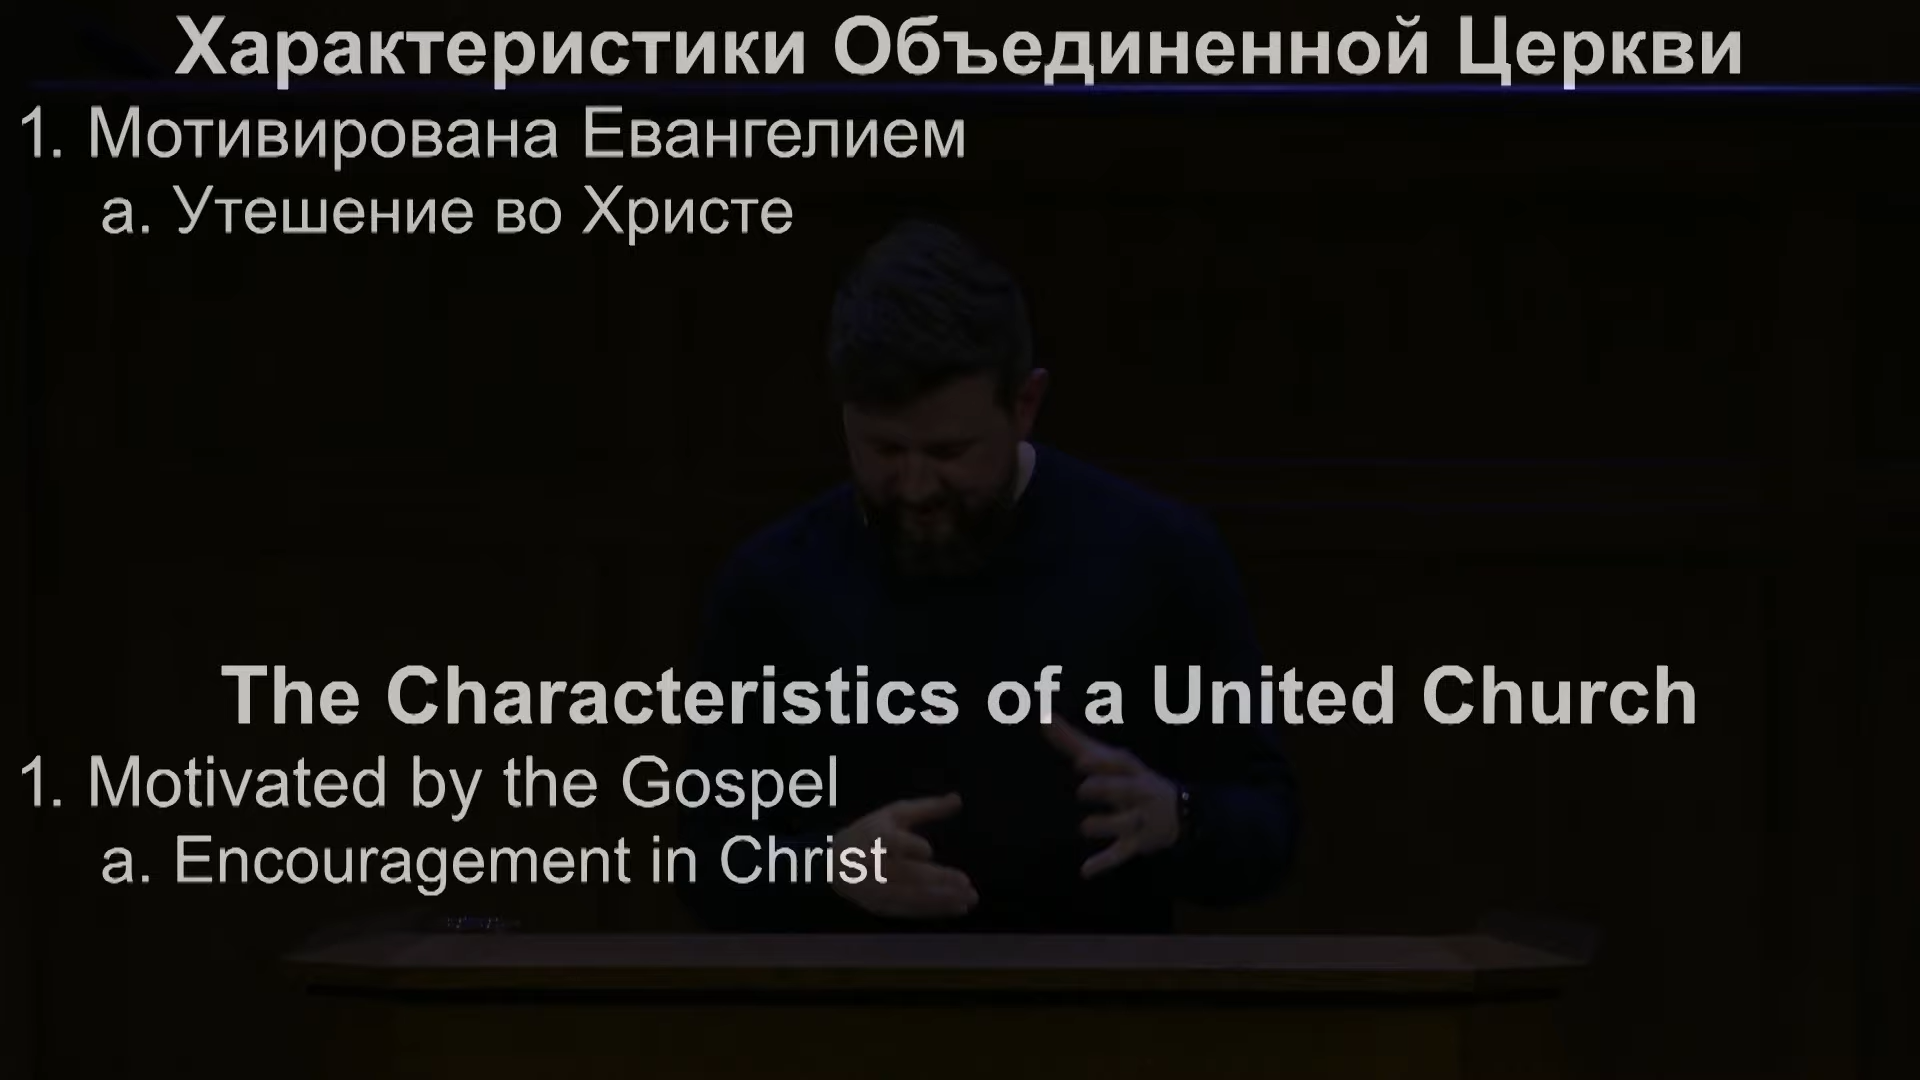 Характеристики Объединенной Церкви
1. Мотивирована Евангелием
a. Утешение во Христе
The Characteristics of a United Church
1. Motivated by the Gospel
a. Encouragement in Christ